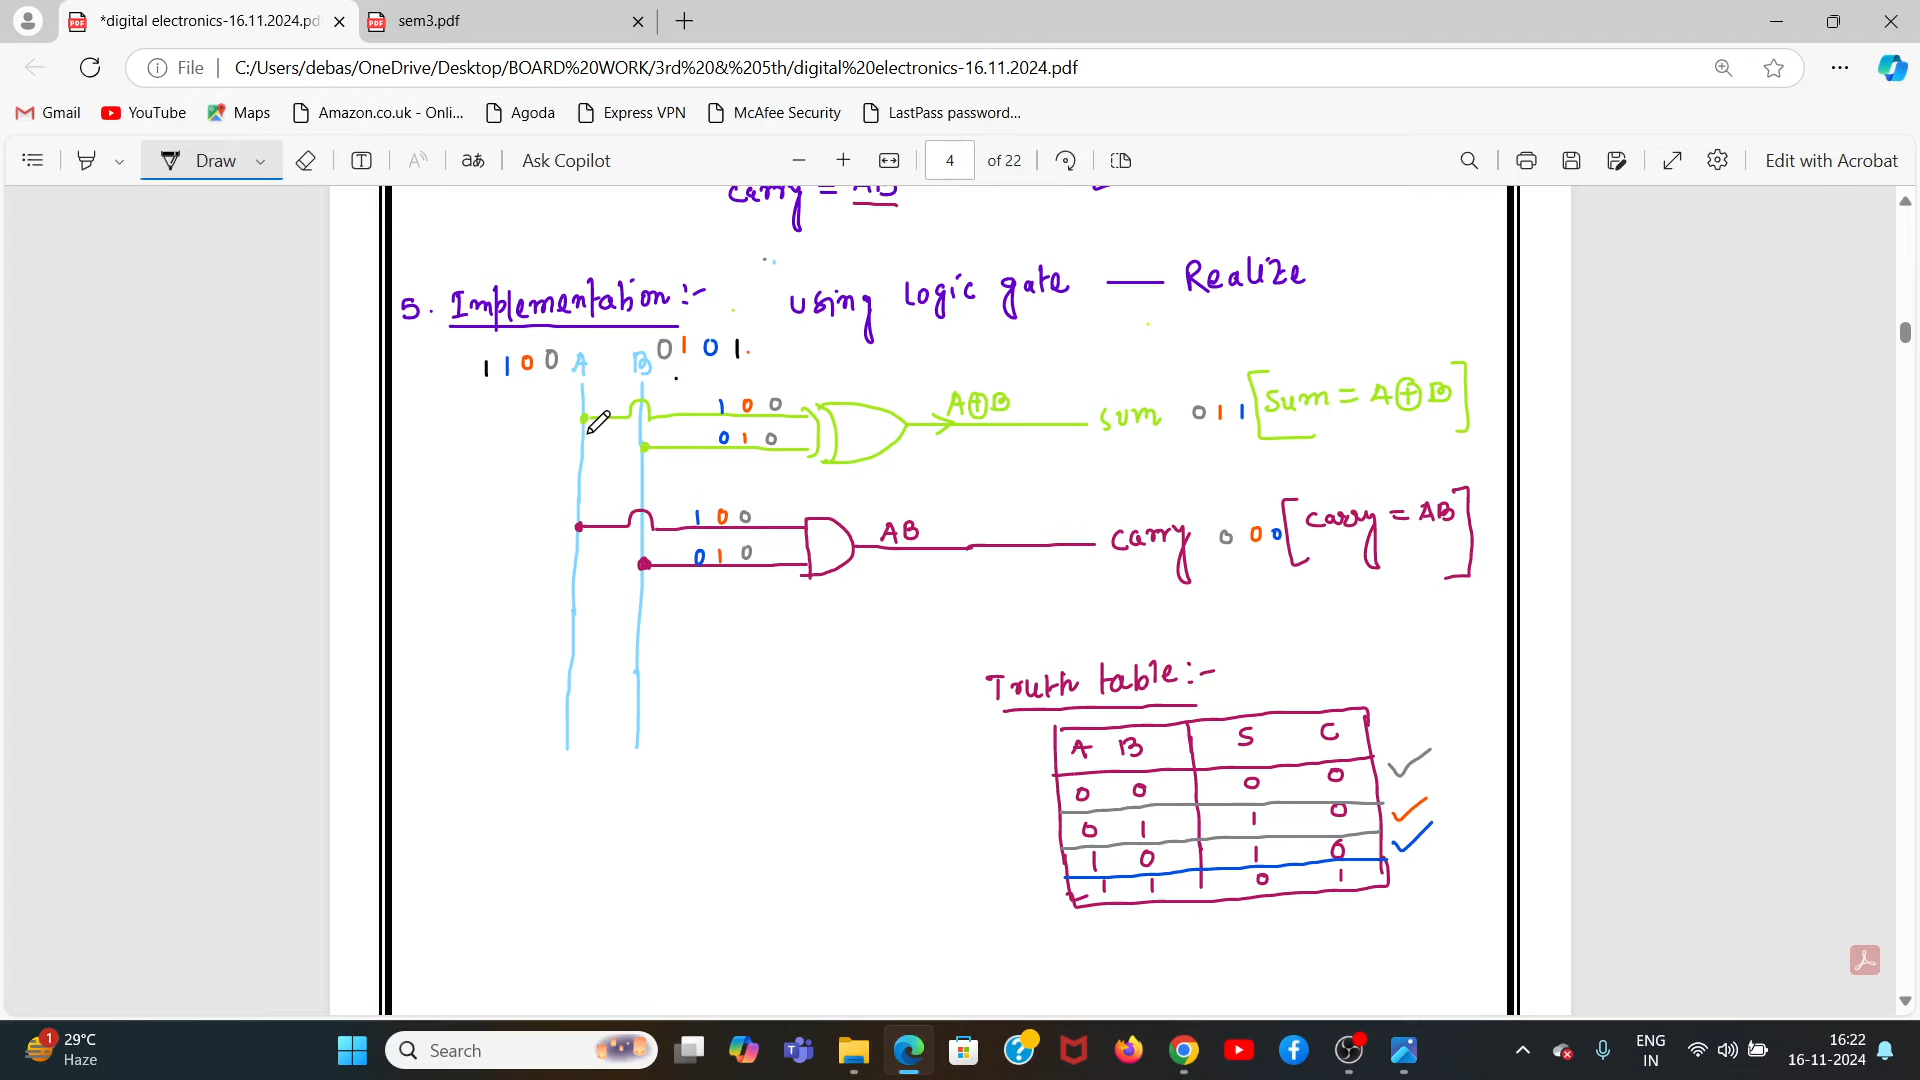 *digital electronics-16.11.2024.pd
sem3.pdf
File C:/Users/debas/OneDrive/Desktop/BOARD%20WORK/3rd%20&%205th/digital%20electronics-16.11.2024.pdf
Gmail YouTube Maps Amazon.co.uk - Onli... Agoda Express VPN McAfee Security LastPass password...
Draw Ask Copilot 4 of 22 Edit with Acrobat
carry = AB
5. Implementation:- using Logic gate — Realize
1 1 0 0 A B 0 1 0 1
1 0 0 A⊕B sum 0 1 1 [Sum = A⊕B]
0 1 0
1 0 0 AB carry 0 0 0 [carry = AB]
0 1 0
Truth table:-
A B S C
0 0 0 0
0 1 1 0
1 0 1 0
1 1 0 1
1 29°C
Haze
Search
ENG
IN
16:22
16-11-2024